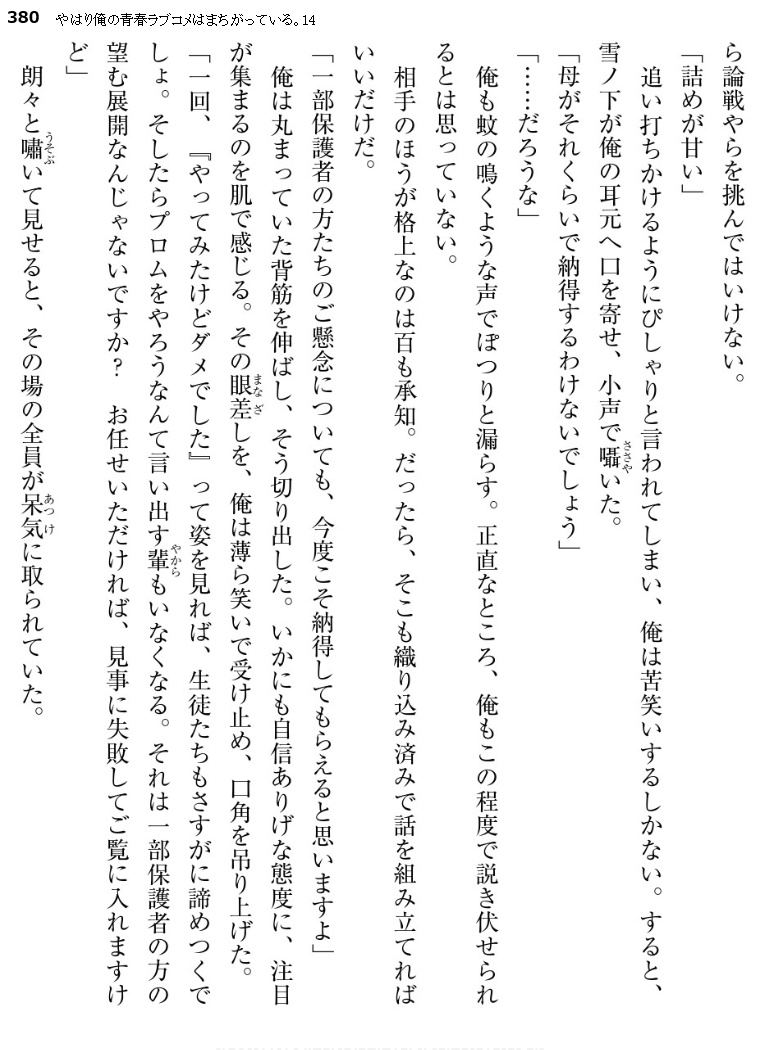 380 やはり俺の青春ラブコメはまちがっている。14
ら論戦やらを挑んではいけない。
「詰めが甘い」
追い打ちかけるようにぴしゃりと言われてしまい、俺は苦笑いするしかない。すると、
雪ノ下が俺の耳元へ口を寄せ、小声で囁いた。
「母がそれくらいで納得するわけないでしょう」
「……だろうな」
俺も蚊の鳴くような声でぽつりと漏らす。正直なところ、俺もこの程度で説き伏せられ
るとは思っていない。
相手のほうが格上なのは百も承知。だったら、そこも織り込み済みで話を組み立てれば
いいだけだ。
「一部保護者の方たちのご懸念についても、今度こそ納得してもらえると思いますよ」
俺は丸まっていた背筋を伸ばし、そう切り出した。いかにも自信ありげな態度に、注目
が集まるのを肌で感じる。その眼差しを、俺は薄ら笑いで受け止め、口角を吊り上げた。
「一回、『やってみたけどダメでした』って姿を見れば、生徒たちもさすがに諦めつくで
しょ。そしたらプロムをやろうなんて言い出す輩もいなくなる。それは一部保護者の方の
望む展開なんじゃないですか？　お任せいただければ、見事に失敗してご覧に入れますけ
ど」
朗々と嘯いて見せると、その場の全員が呆気に取られていた。